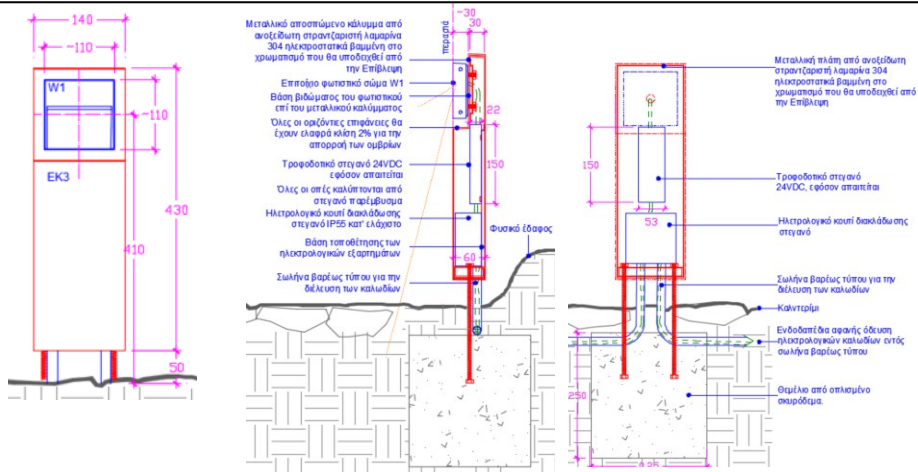 140
~110
W1
~110
EK3
430
410
50
~30
30
περασιά
Μεταλλικό αποσπώμενο κάλυμμα από
ανοξείδωτη στραντζαριστή λαμαρίνα
304 ηλεκτροστατικά βαμμένη στο
χρωματισμό που θα υποδειχθεί από
την Επίβλεψη
Επιποίχιο φωτιστικό σώμα W1
Βάση βιδώματος του φωτιστικού
επί του μεταλλικού καλύμματος
Όλες οι οριζόντιες επιφάνειες θα
έχουν ελαφρά κλίση 2% για την
απορροή των ομβρίων
Τροφοδοτικό στεγανό 24VDC
εφόσον απαιτείται
Όλες οι οπές καλύπτονται από
στεγανό παρέμβυσμα
Ηλετρολογικό κουτί διακλάδωσης
στεγανό IP55 κατ' ελάχιστο
Βάση τοποθέτησης των
ηλεκτρολογικών εξαρτημάτων
Σωλήνα βαρέως τύπου για την
διέλευση των καλωδίων
22
150
60
Φυσικό έδαφος
Μεταλλική πλάτη από ανοξείδωτη
στραντζαριστή λαμαρίνα 304
ηλεκτροστατικά βαμμένη στο
χρωματισμό που θα υποδειχθεί από
την Επίβλεψη
150
53
Τροφοδοτικό στεγανό
24VDC, εφόσον απαιτείται
Ηλετρολογικό κουτί διακλάδωσης
στεγανό
Σωλήνα βαρέως τύπου για την
διέλευση των καλωδίων
Καλντερίμι
Ενδοδαπέδια αφανής όδευση
ηλεκτρολογικών καλωδίων εντός
σωλήνα βαρέως τύπου
Θεμέλιο από οπλισμένο
σκυρόδεμα.
250